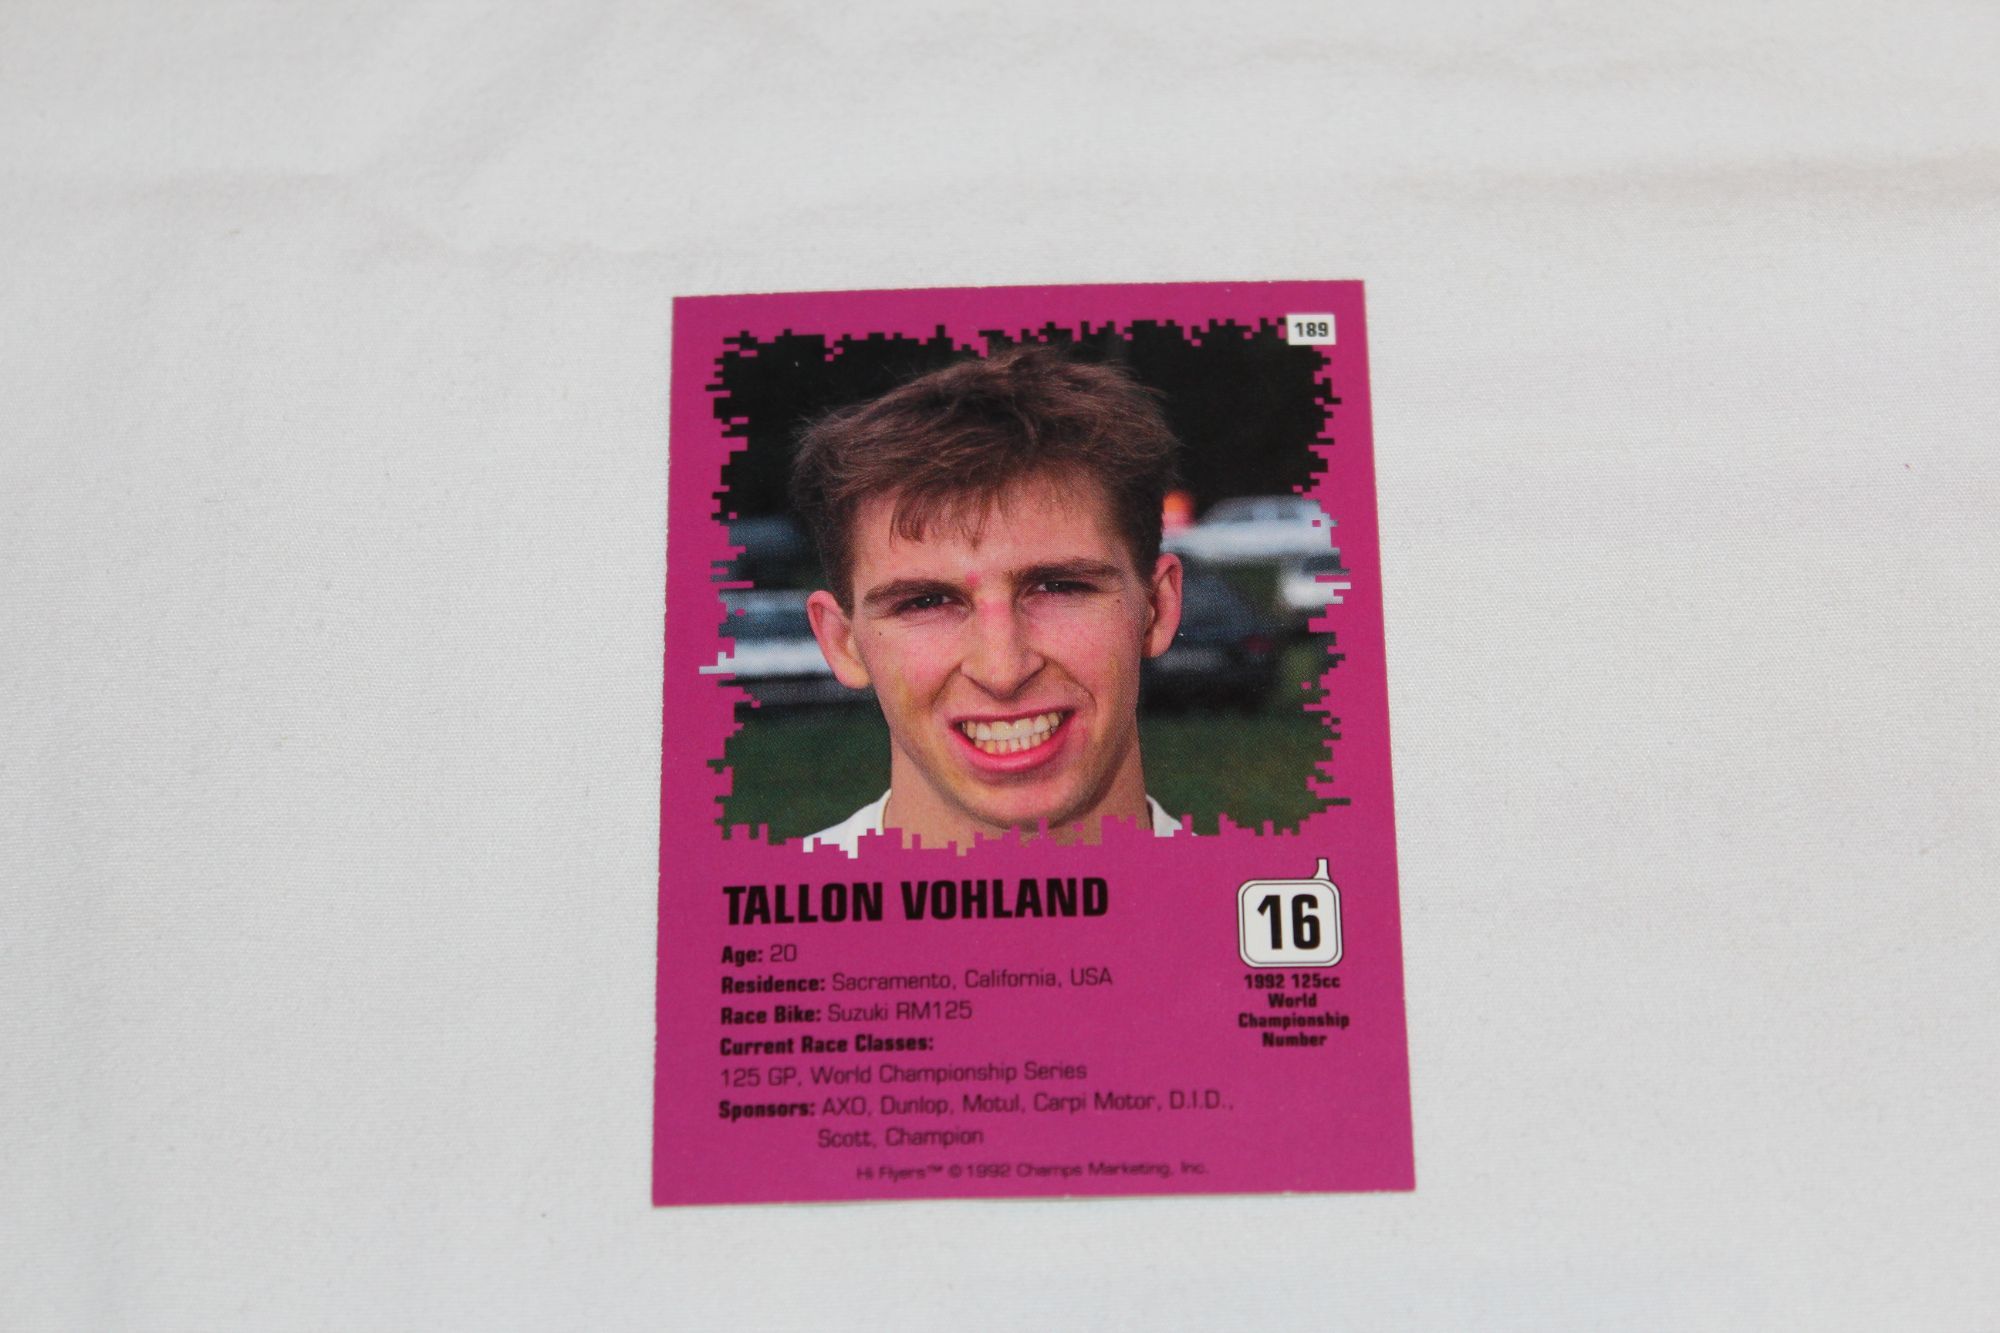 189
TALLON VOHLAND
Age: 20
Residence: Sacramento, California, USA
Race Bike: Suzuki RM125
Current Race Classes:
125 GP, World Championship Series
Sponsors: AXO, Dunlop, Motul, Carpi Motor, D.I.D.,
Scott, Champion
16
1992 125cc
World
Championship
Number
Hi Flyers™ © 1992 Champs Marketing, Inc.